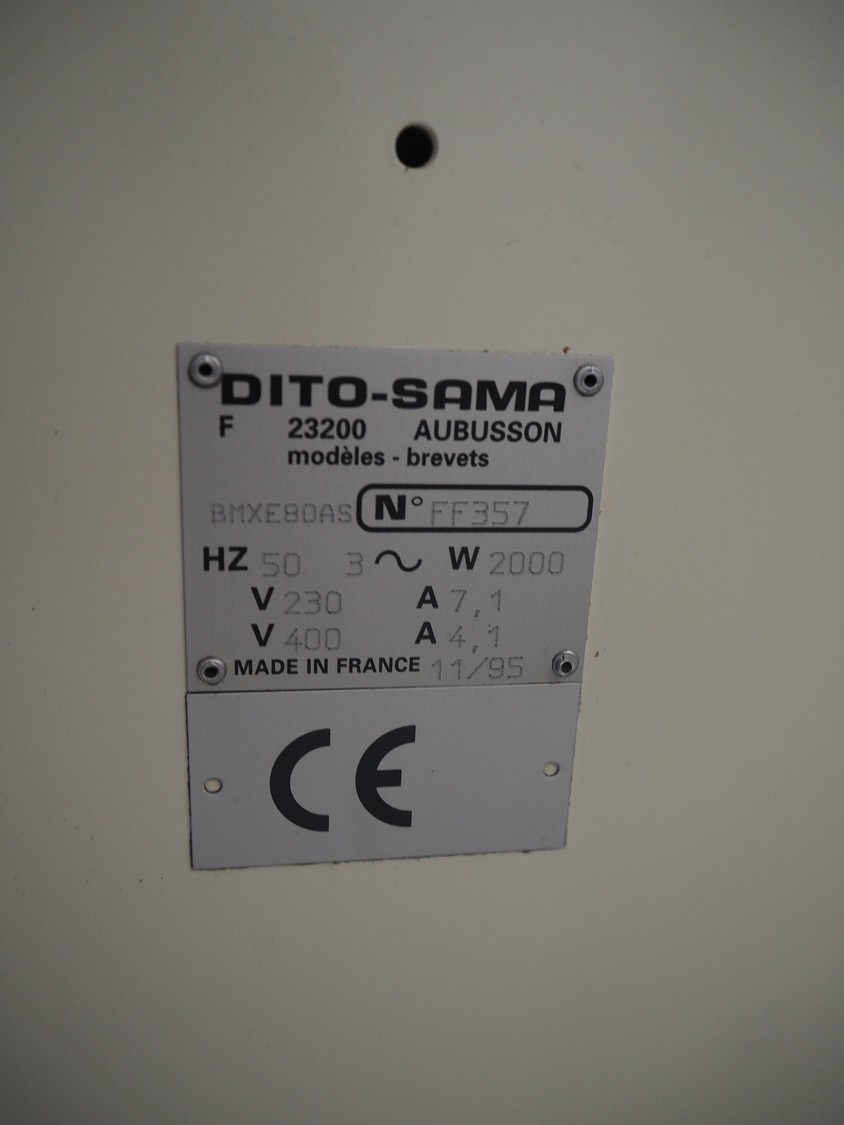 DITO-SAMA
F 23200 AUBUSSON
modèles - brevets
BMXE80AS N° FF357
HZ 50 3 ~ W 2000
V 230 A 7,1
V 400 A 4,1
MADE IN FRANCE 11/95
CE